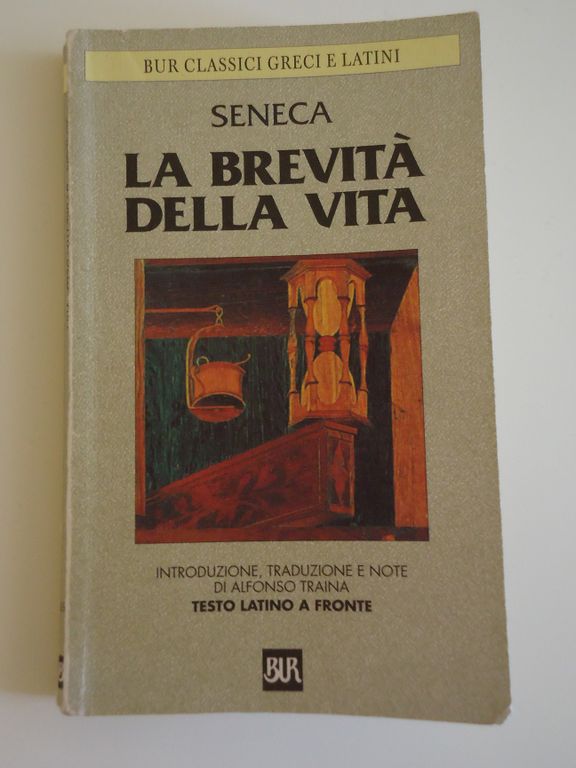 BUR CLASSICI GRECI E LATINI
SENECA
LA BREVITÀ
DELLA VITA
INTRODUZIONE, TRADUZIONE E NOTE
DI ALFONSO TRAINA
TESTO LATINO A FRONTE
BUR